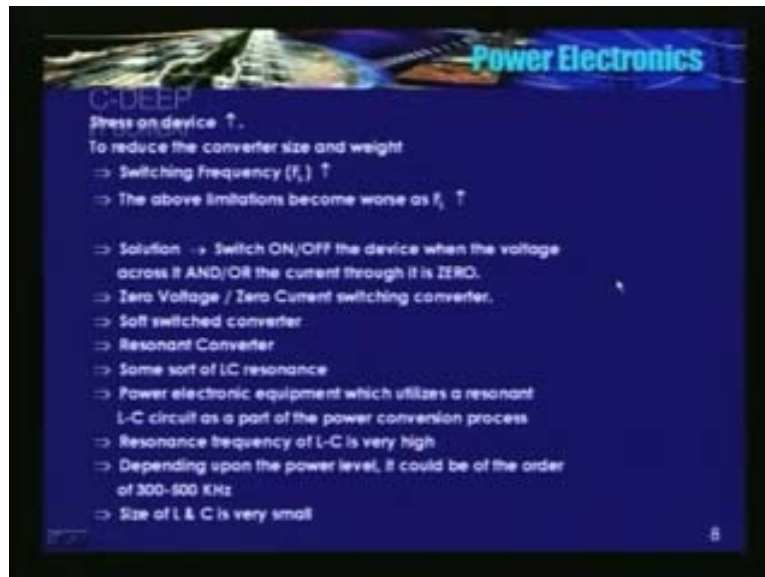 Power Electronics
C-DEEP
Stress on device ↑.
To reduce the converter size and weight
⇒ Switching Frequency (Fs) ↑
⇒ The above limitations become worse as Fs ↑
⇒ Solution → Switch ON/OFF the device when the voltage
across it AND/OR the current through it is ZERO.
⇒ Zero Voltage / Zero Current switching converter.
⇒ Soft switched converter
⇒ Resonant Converter
⇒ Some sort of LC resonance
⇒ Power electronic equipment which utilizes a resonant
L-C circuit as a part of the power conversion process
⇒ Resonance frequency of L-C is very high
⇒ Depending upon the power level, it could be of the order
of 300-500 KHz
⇒ Size of L & C is very small
8